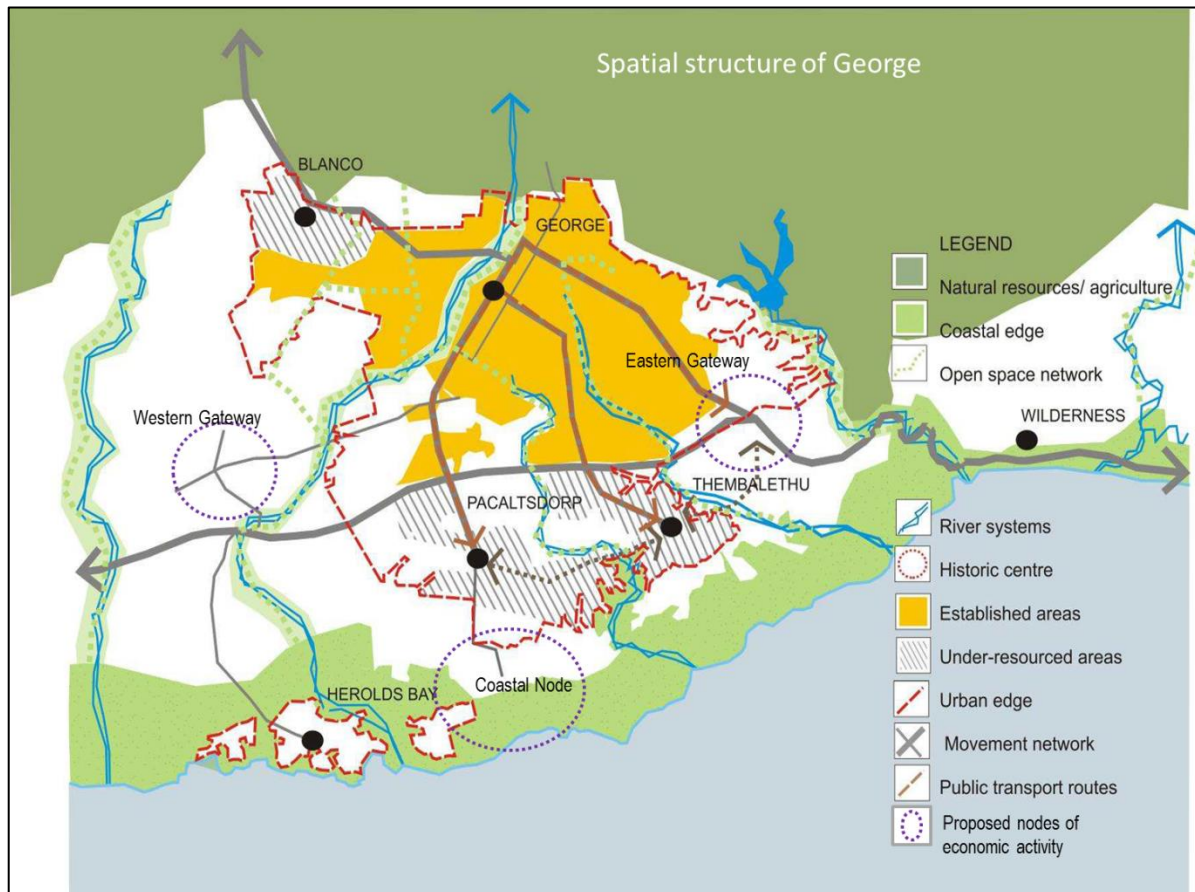 Spatial structure of George
BLANCO
GEORGE
LEGEND
Natural resources/ agriculture
Coastal edge
Open space network
Eastern Gateway
Western Gateway
WILDERNESS
THEMBALETHU
PACALTSDORP
River systems
Historic centre
Established areas
Under-resourced areas
Coastal Node
HEROLDS BAY
Urban edge
Movement network
Public transport routes
Proposed nodes of
economic activity